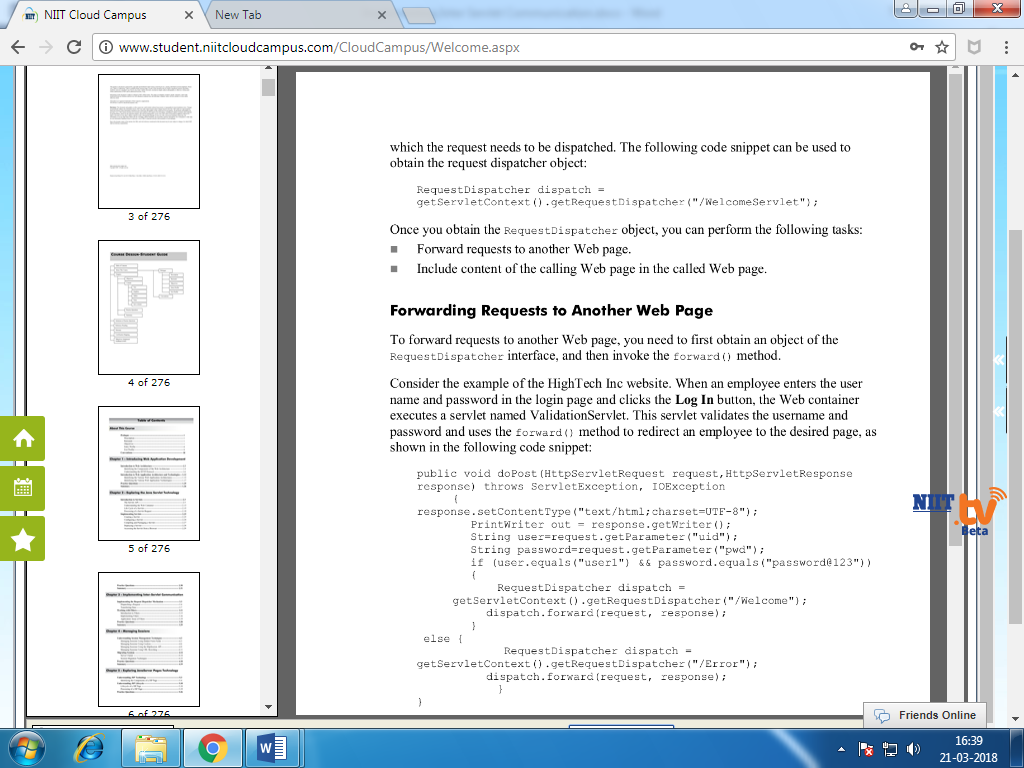 NIIT Cloud Campus
New Tab
www.student.niitcloudcampus.com/CloudCampus/Welcome.aspx
3 of 276
COURSE DESIGN-STUDENT GUIDE
4 of 276
Table of Contents
5 of 276
6 of 276
which the request needs to be dispatched. The following code snippet can be used to
obtain the request dispatcher object:
RequestDispatcher dispatch =
getServletContext().getRequestDispatcher("/WelcomeServlet");
Once you obtain the RequestDispatcher object, you can perform the following tasks:
■ Forward requests to another Web page.
■ Include content of the calling Web page in the called Web page.
Forwarding Requests to Another Web Page
To forward requests to another Web page, you need to first obtain an object of the
RequestDispatcher interface, and then invoke the forward() method.
Consider the example of the HighTech Inc website. When an employee enters the user
name and password in the login page and clicks the Log In button, the Web container
executes a servlet named ValidationServlet. This servlet validates the username and
password and uses the forward() method to redirect an employee to the desired page, as
shown in the following code snippet:
public void doPost(HttpServletRequest request,HttpServletResponse
response) throws ServletException, IOException
{
response.setContentType("text/html;charset=UTF-8");
PrintWriter out = response.getWriter();
String user=request.getParameter("uid");
String password=request.getParameter("pwd");
if (user.equals("user1") && password.equals("password@123"))
{
RequestDispatcher dispatch =
getServletContext().getRequestDispatcher("/Welcome");
dispatch.forward(request, response);
}
else {
RequestDispatcher dispatch =
getServletContext().getRequestDispatcher("/Error");
dispatch.forward(request, response);
}
}
NIIT.tv
Beta
Friends Online
16:39
21-03-2018